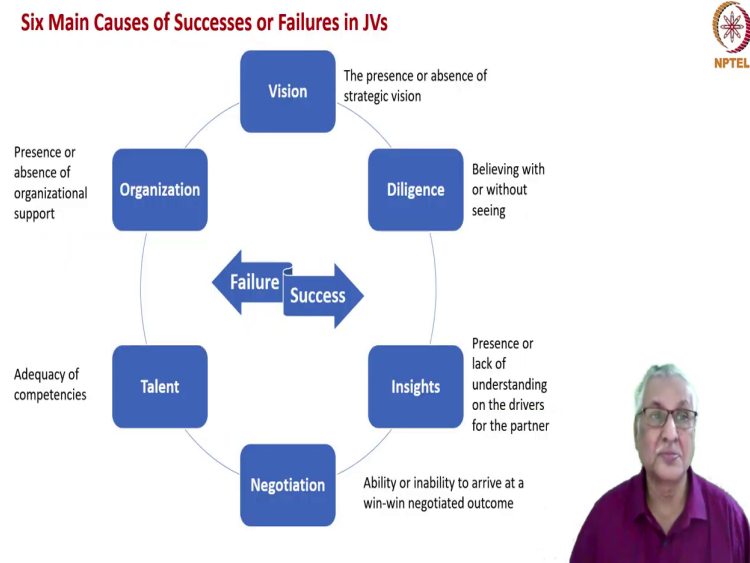 Six Main Causes of Successes or Failures in JVs
NPTEL
Vision
The presence or absence of
strategic vision
Diligence
Believing with
or without
seeing
Insights
Presence or
lack of
understanding
on the drivers
for the partner
Negotiation
Ability or inability to arrive at a
win-win negotiated outcome
Talent
Adequacy of
competencies
Organization
Presence or
absence of
organizational
support
Failure
Success